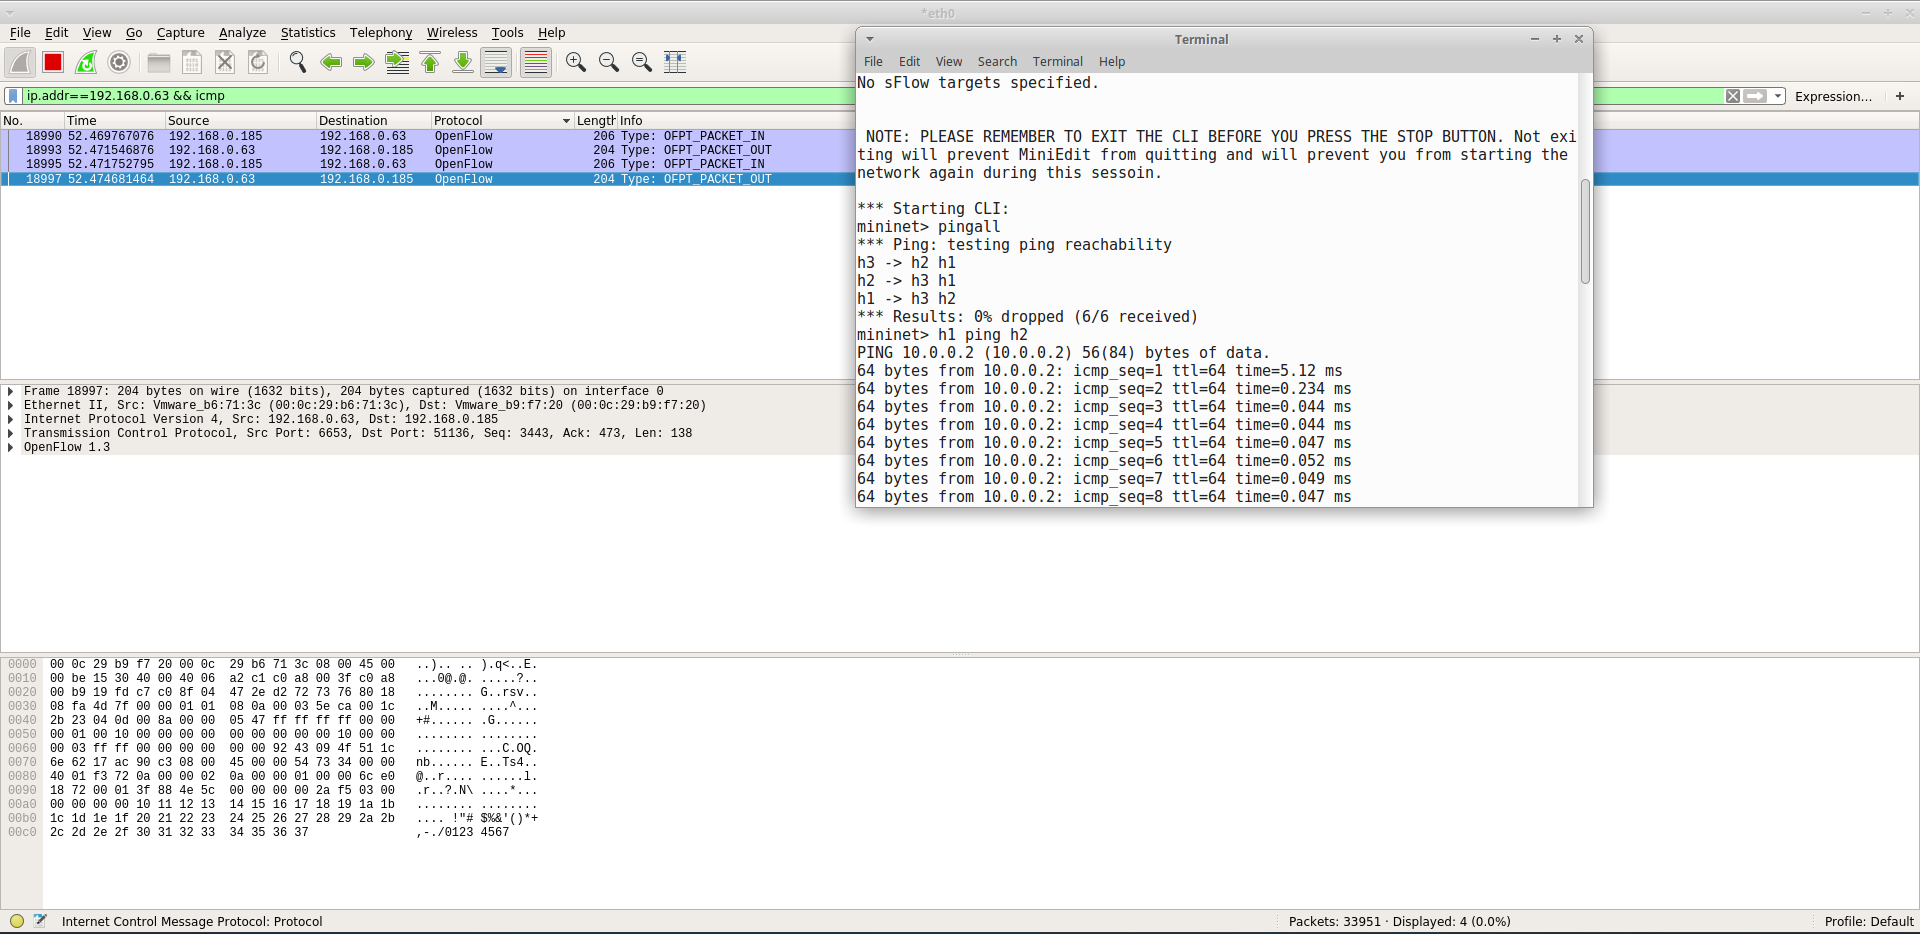 *eth0
File Edit View Go Capture Analyze Statistics Telephony Wireless Tools Help
ip.addr==192.168.0.63 && icmp
Expression... +
No. Time Source Destination Protocol Length Info
18990 52.469767076 192.168.0.185 192.168.0.63 OpenFlow 206 Type: OFPT_PACKET_IN
18993 52.471546876 192.168.0.63 192.168.0.185 OpenFlow 204 Type: OFPT_PACKET_OUT
18995 52.471752795 192.168.0.185 192.168.0.63 OpenFlow 206 Type: OFPT_PACKET_IN
18997 52.474681464 192.168.0.63 192.168.0.185 OpenFlow 204 Type: OFPT_PACKET_OUT
Terminal
File Edit View Search Terminal Help
No sFlow targets specified.
NOTE: PLEASE REMEMBER TO EXIT THE CLI BEFORE YOU PRESS THE STOP BUTTON. Not exi
ting will prevent MiniEdit from quitting and will prevent you from starting the
network again during this sessoin.
*** Starting CLI:
mininet> pingall
*** Ping: testing ping reachability
h3 -> h2 h1
h2 -> h3 h1
h1 -> h3 h2
*** Results: 0% dropped (6/6 received)
mininet> h1 ping h2
PING 10.0.0.2 (10.0.0.2) 56(84) bytes of data.
64 bytes from 10.0.0.2: icmp_seq=1 ttl=64 time=5.12 ms
64 bytes from 10.0.0.2: icmp_seq=2 ttl=64 time=0.234 ms
64 bytes from 10.0.0.2: icmp_seq=3 ttl=64 time=0.044 ms
64 bytes from 10.0.0.2: icmp_seq=4 ttl=64 time=0.044 ms
64 bytes from 10.0.0.2: icmp_seq=5 ttl=64 time=0.047 ms
64 bytes from 10.0.0.2: icmp_seq=6 ttl=64 time=0.052 ms
64 bytes from 10.0.0.2: icmp_seq=7 ttl=64 time=0.049 ms
64 bytes from 10.0.0.2: icmp_seq=8 ttl=64 time=0.047 ms
Frame 18997: 204 bytes on wire (1632 bits), 204 bytes captured (1632 bits) on interface 0
Ethernet II, Src: Vmware_b6:71:3c (00:0c:29:b6:71:3c), Dst: Vmware_b9:f7:20 (00:0c:29:b9:f7:20)
Internet Protocol Version 4, Src: 192.168.0.63, Dst: 192.168.0.185
Transmission Control Protocol, Src Port: 6653, Dst Port: 51136, Seq: 3443, Ack: 473, Len: 138
OpenFlow 1.3
0000 00 0c 29 b9 f7 20 00 0c 29 b6 71 3c 08 00 45 00 ..).. .. ).q<..E.
0010 00 be 15 30 40 00 40 06 a2 c1 c0 a8 00 3f c0 a8 ...0@.@. .....?..
0020 00 b9 19 fd c7 c0 8f 04 47 2e d2 72 73 76 80 18 ........ G..rsv..
0030 08 fa 4d 7f 00 00 01 01 08 0a 00 03 5e ca 00 1c ..M..... ....^...
0040 2b 23 04 0d 00 8a 00 00 05 47 ff ff ff ff 00 00 +#...... .G......
0050 00 01 00 10 00 00 00 00 00 00 00 00 10 00 00 00 ........ ........
0060 00 03 ff ff 00 00 00 00 00 00 92 43 09 4f 51 1c ........ ...C.OQ.
0070 6e 62 17 ac 90 c3 08 00 45 00 00 54 73 34 00 00 nb...... E..Ts4..
0080 40 01 f3 72 0a 00 00 02 0a 00 00 01 00 00 6c e0 @..r.... ......l.
0090 18 72 00 01 3f 88 4e 5c 00 00 00 00 2a f5 03 00 .r..?.N\ ....*...
00a0 00 00 00 00 10 11 12 13 14 15 16 17 18 19 1a 1b ........ ........
00b0 1c 1d 1e 1f 20 21 22 23 24 25 26 27 28 29 2a 2b .... !"# $%&'()*+
00c0 2c 2d 2e 2f 30 31 32 33 34 35 36 37 ,-./0123 4567
Internet Control Message Protocol: Protocol
Packets: 33951 · Displayed: 4 (0.0%)
Profile: Default